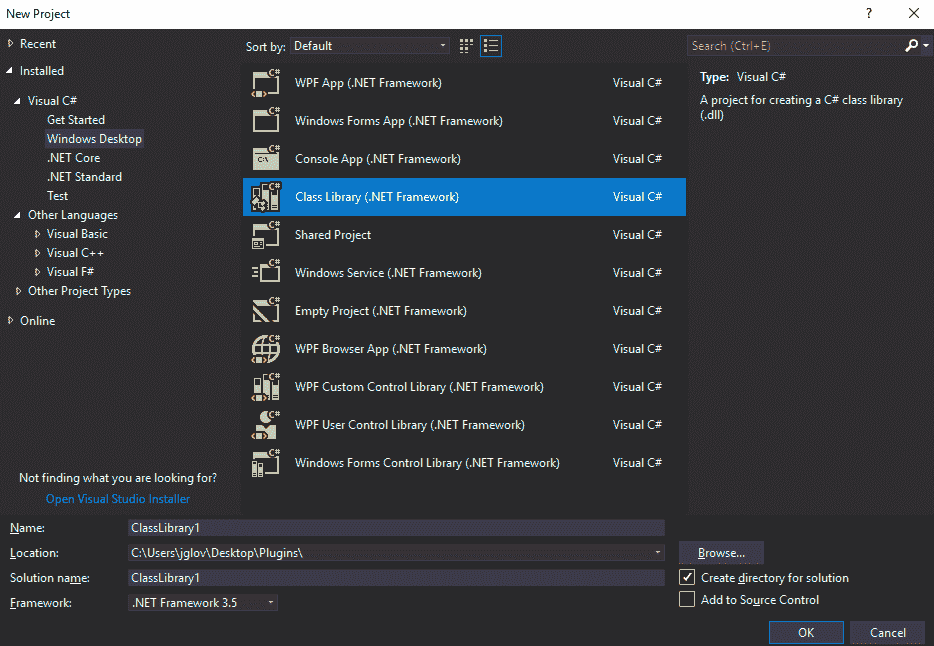 New Project
?
Recent
Installed
Visual C#
Get Started
Windows Desktop
.NET Core
.NET Standard
Test
Other Languages
Visual Basic
Visual C++
Visual F#
Other Project Types
Online
Not finding what you are looking for?
Open Visual Studio Installer
Sort by: Default
WPF App (.NET Framework) Visual C#
Windows Forms App (.NET Framework) Visual C#
Console App (.NET Framework) Visual C#
Class Library (.NET Framework) Visual C#
Shared Project Visual C#
Windows Service (.NET Framework) Visual C#
Empty Project (.NET Framework) Visual C#
WPF Browser App (.NET Framework) Visual C#
WPF Custom Control Library (.NET Framework) Visual C#
WPF User Control Library (.NET Framework) Visual C#
Windows Forms Control Library (.NET Framework) Visual C#
Search (Ctrl+E)
Type: Visual C#
A project for creating a C# class library
(.dll)
Name: ClassLibrary1
Location: C:\Users\jglov\Desktop\Plugins\
Browse...
Solution name: ClassLibrary1
Create directory for solution
Framework: .NET Framework 3.5
Add to Source Control
OK
Cancel